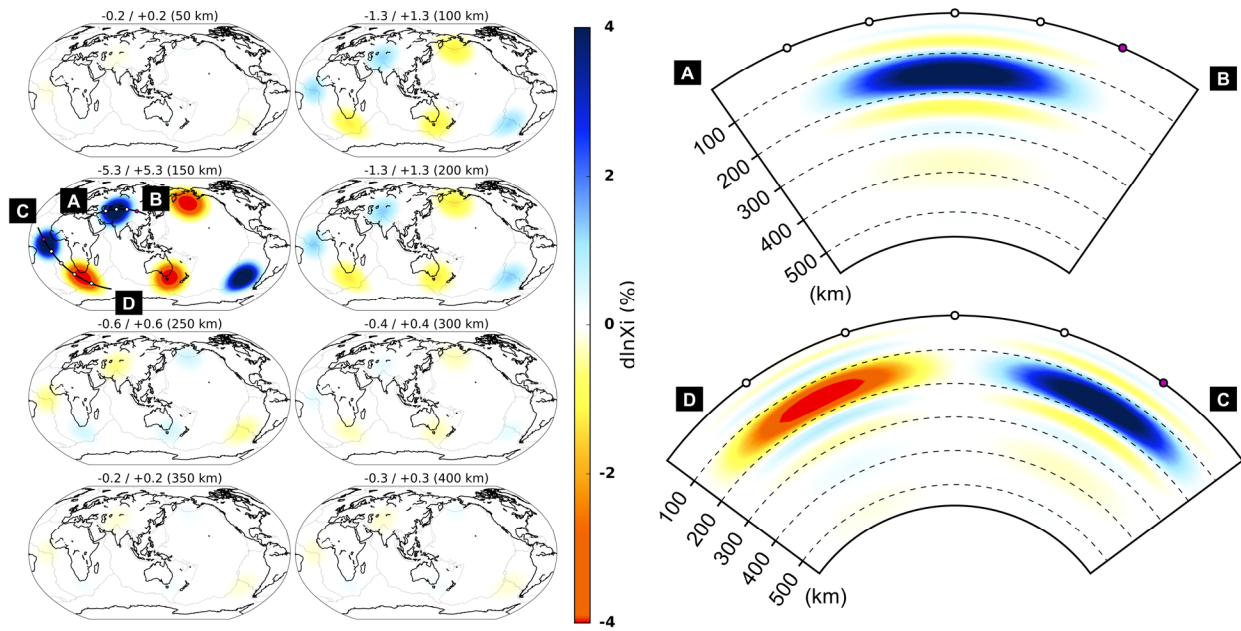 -0.2 / +0.2 (50 km)
-1.3 / +1.3 (100 km)
-5.3 / +5.3 (150 km)
-1.3 / +1.3 (200 km)
A
B
C
D
-0.6 / +0.6 (250 km)
-0.4 / +0.4 (300 km)
-0.2 / +0.2 (350 km)
-0.3 / +0.3 (400 km)
4
2
0
-2
-4
dlnXi (%)
A
B
100
200
300
400
500
(km)
D
C
100
200
300
400
500
(km)